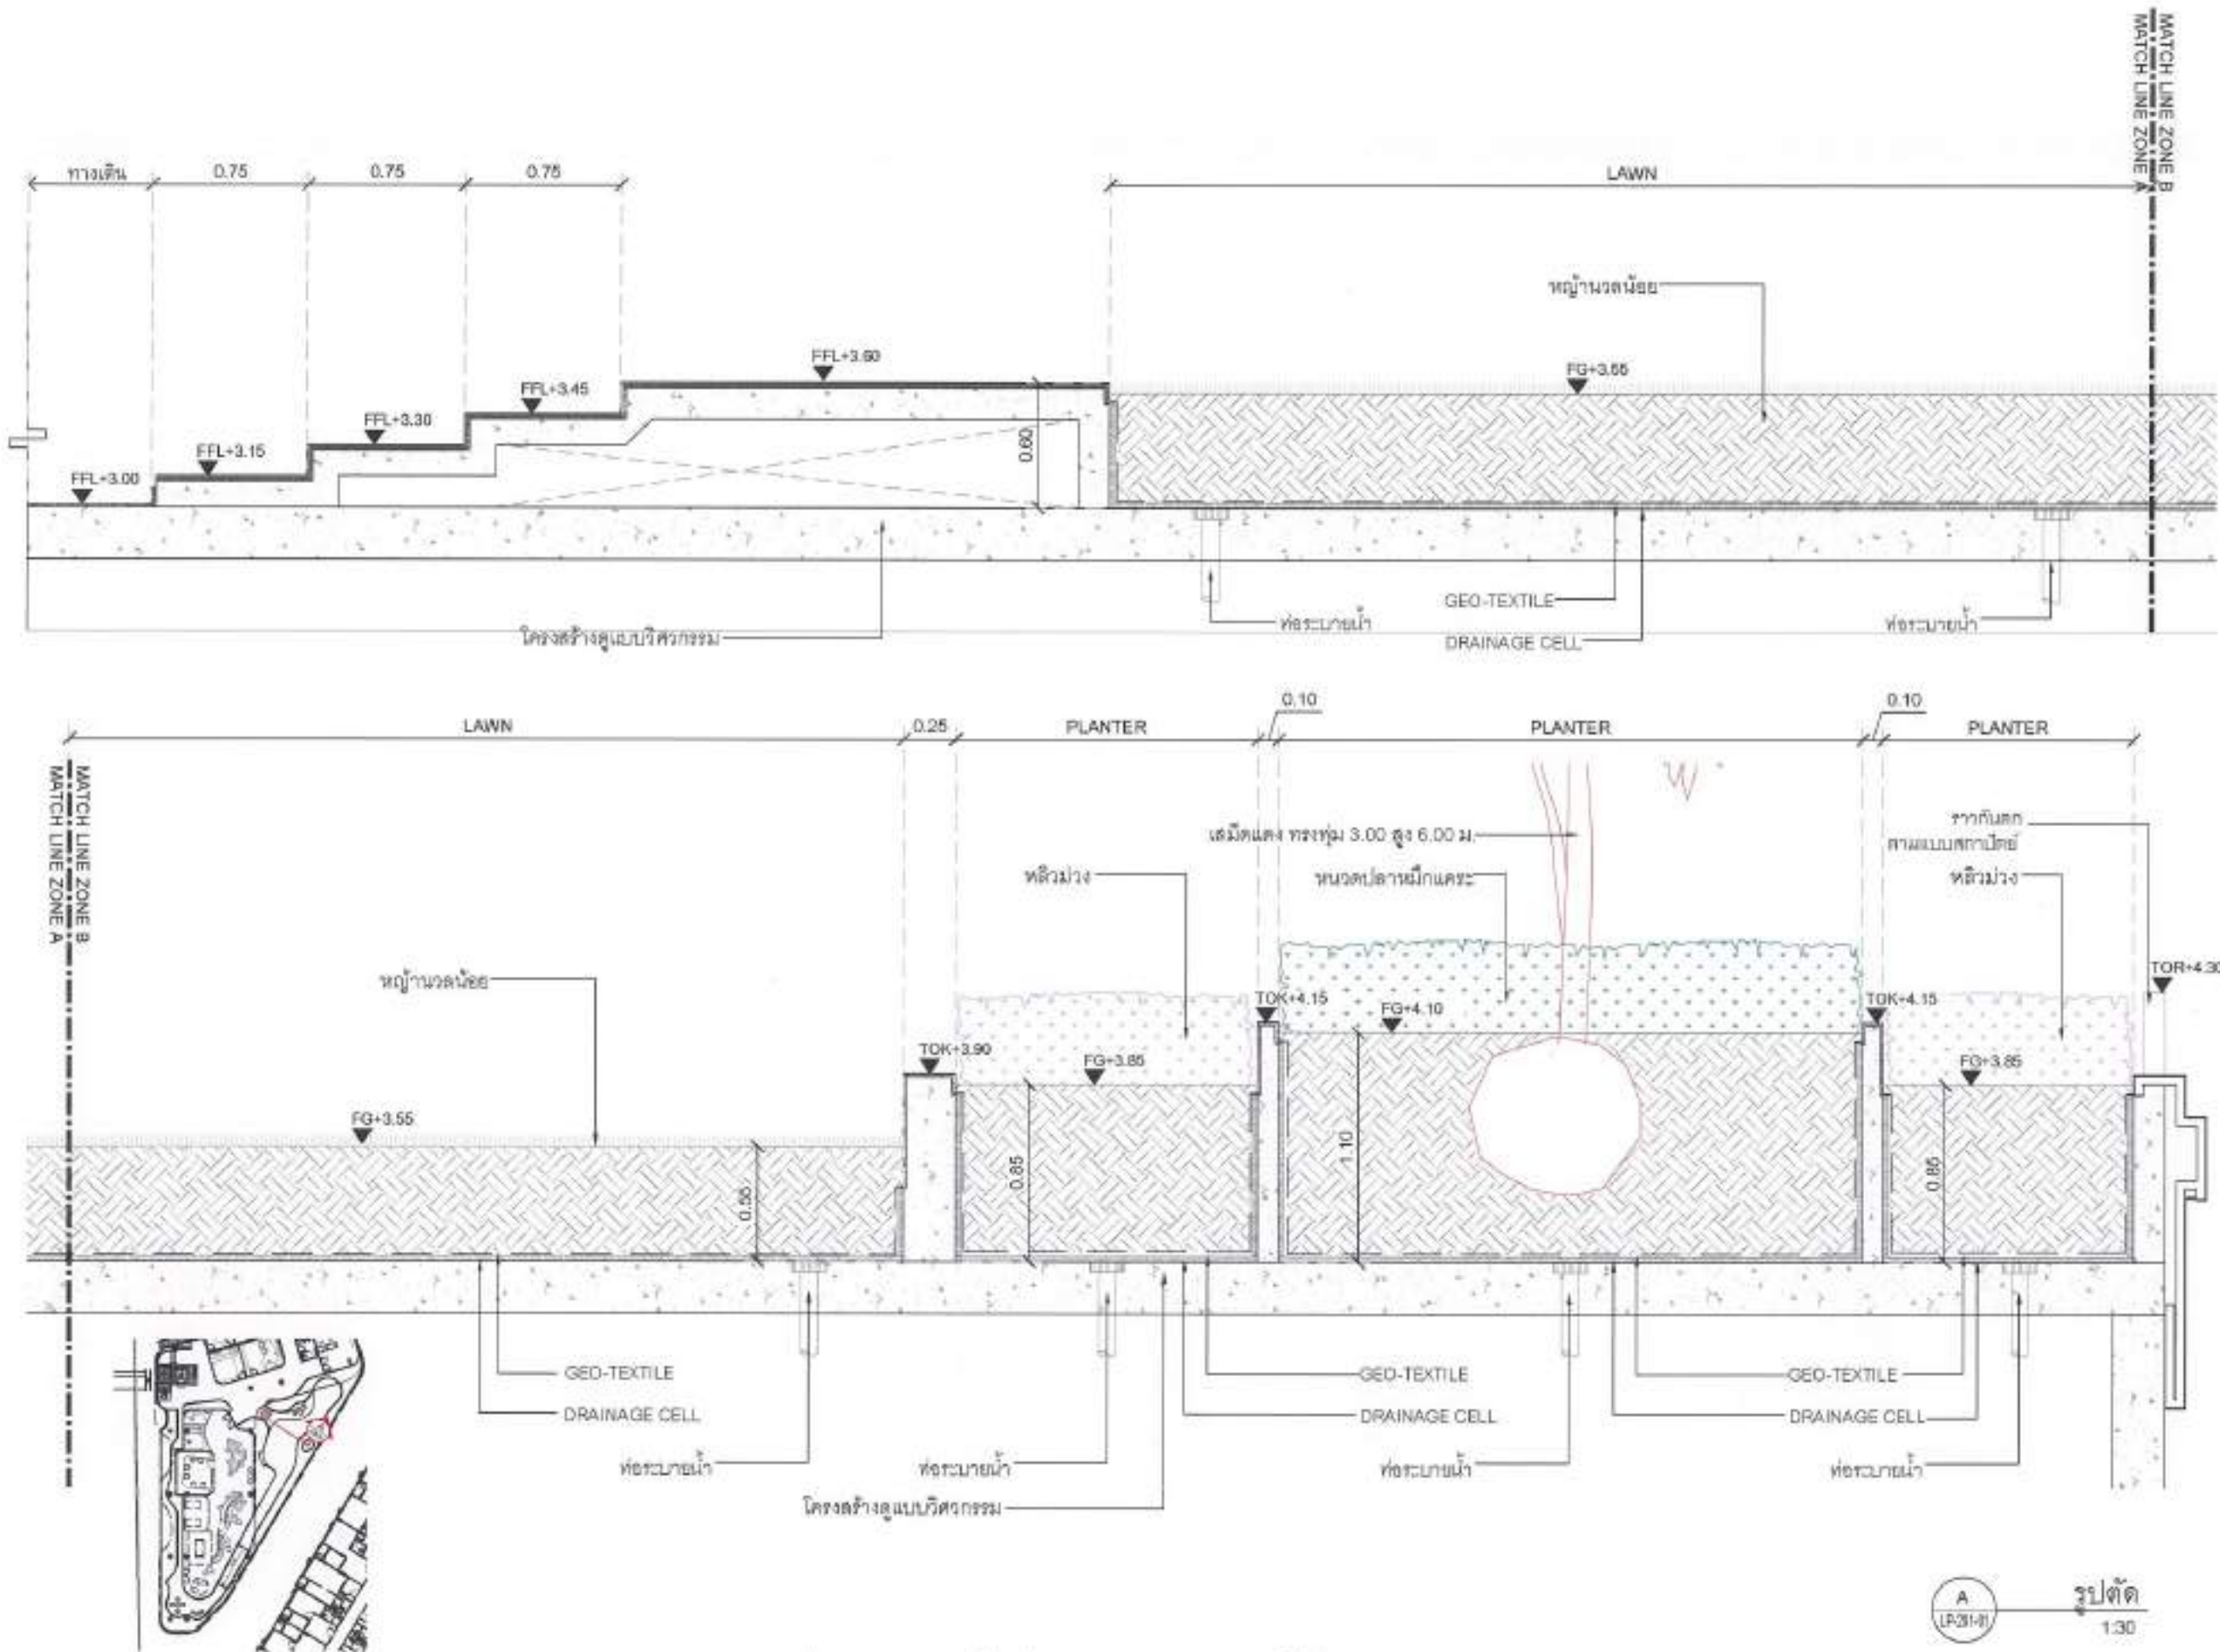 MATCH LINE ZONE B
MATCH LINE ZONE A
ทางเดิน
0.75
0.75
0.75
LAWN
หญ้านวลน้อย
FFL+3.60
FG+3.55
FFL+3.45
FFL+3.30
FFL+3.15
FFL+3.00
0.60
GEO-TEXTILE
ท่อระบายน้ำ
ท่อระบายน้ำ
โครงสร้างดูแบบวิศวกรรม
DRAINAGE CELL
0.10
0.10
LAWN
0.25
PLANTER
PLANTER
PLANTER
MATCH LINE ZONE B
MATCH LINE ZONE A
เสม็ดแดง ทรงพุ่ม 3.00 สูง 6.00 ม.
ราวกันตก
ตามแบบสถาปัตย์
หลิวม่วง
หนวดปลาหมึกแคระ
หลิวม่วง
หญ้านวลน้อย
TOR+4.30
TOK+4.15
FG+4.10
TOK+4.15
TOK+3.90
FG+3.85
FG+3.85
FG+3.55
0.55
0.85
1.10
0.85
GEO-TEXTILE
GEO-TEXTILE
GEO-TEXTILE
DRAINAGE CELL
DRAINAGE CELL
DRAINAGE CELL
ท่อระบายน้ำ
ท่อระบายน้ำ
ท่อระบายน้ำ
ท่อระบายน้ำ
โครงสร้างดูแบบวิศวกรรม
A
รูปตัด
1:30